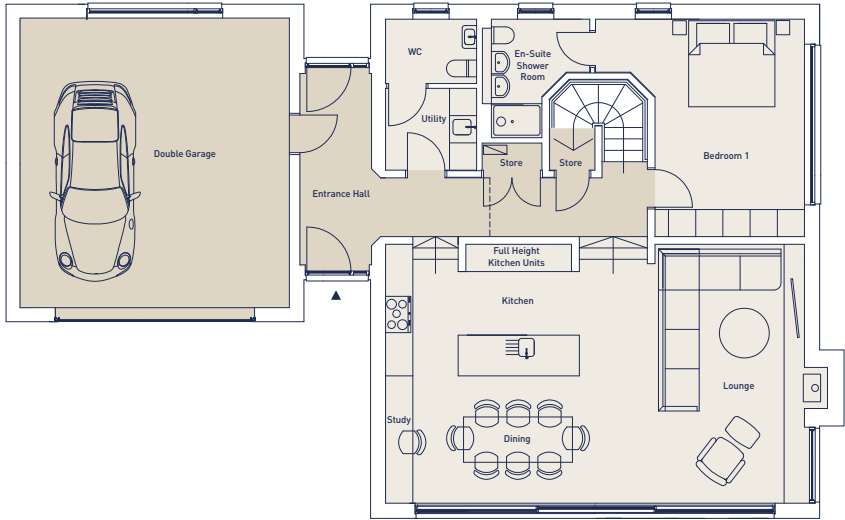 WC
En-Suite
Shower
Room
Utility
Double Garage
Store
Store
Bedroom 1
Entrance Hall
Full Height
Kitchen Units
Kitchen
Lounge
Study
Dining